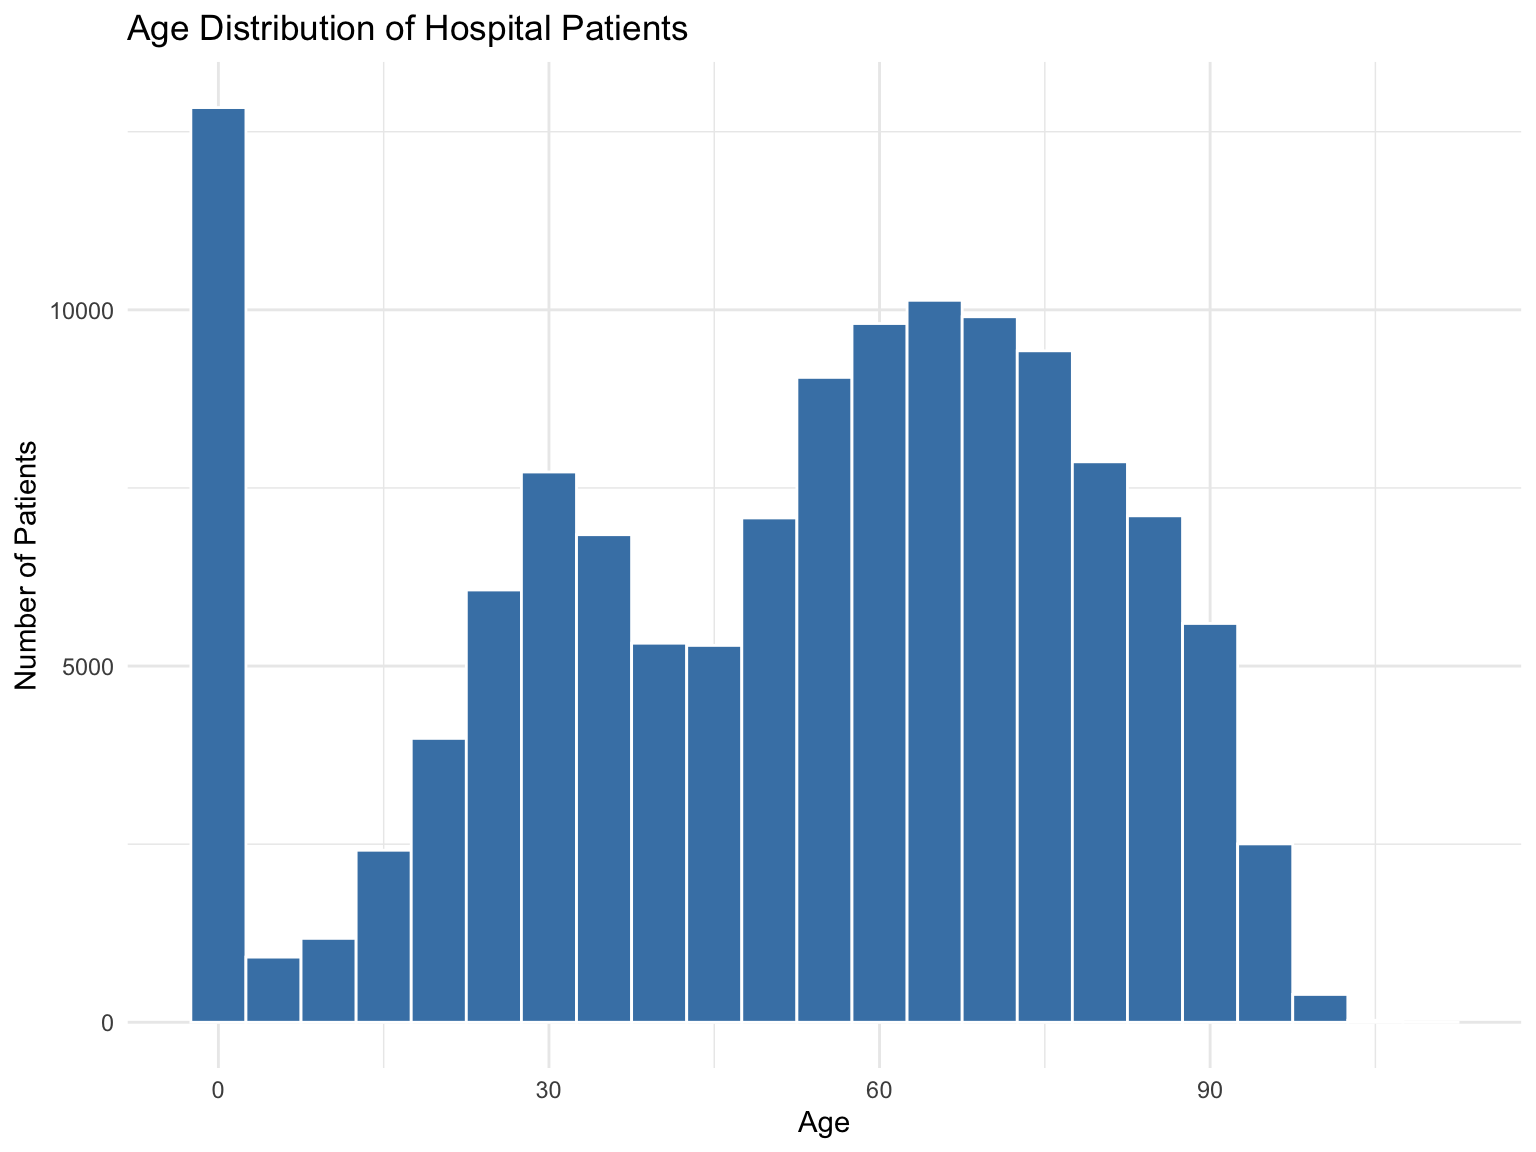 Age Distribution of Hospital Patients
Number of Patients
10000
5000
0
0 30 60 90
Age